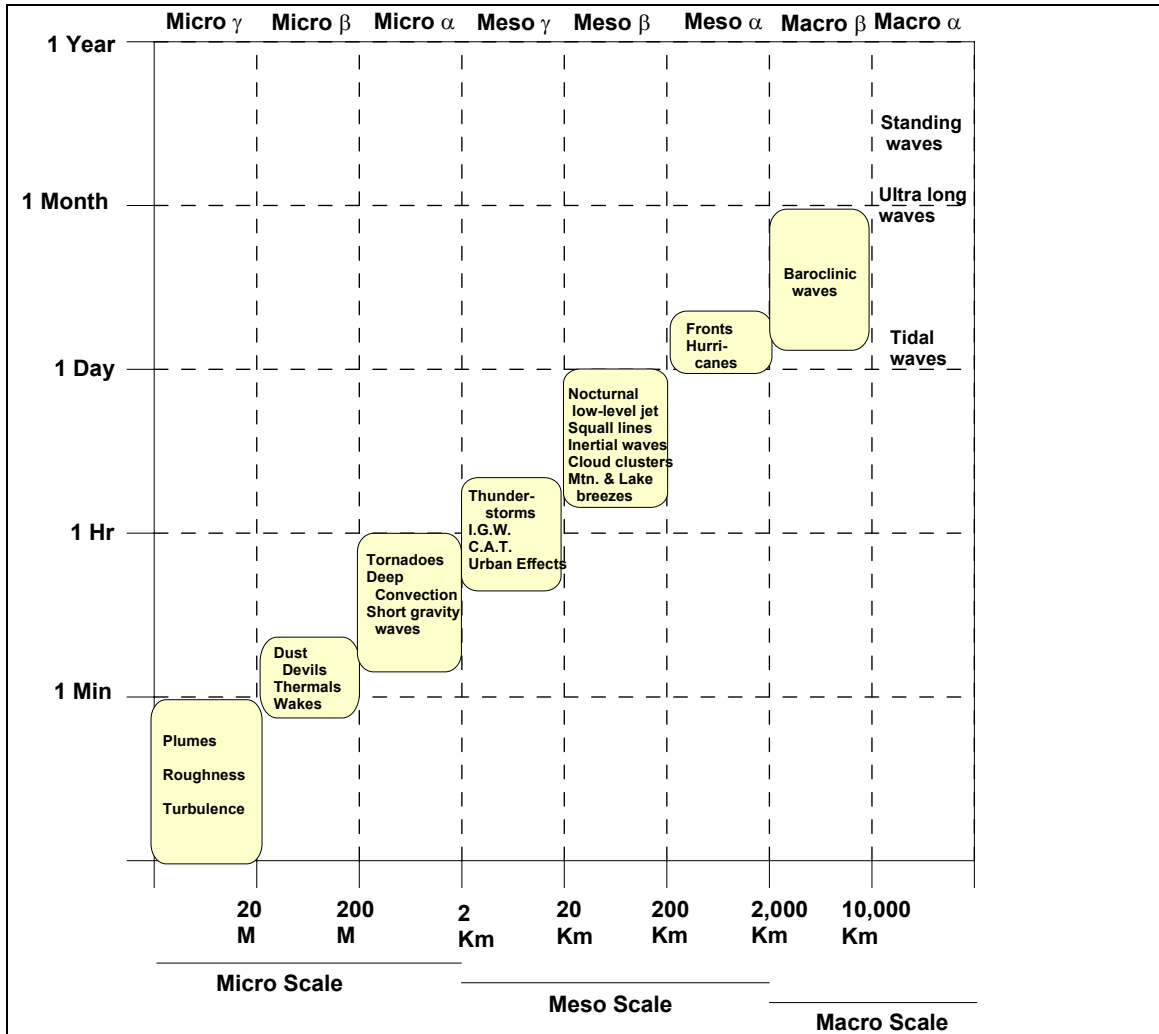 Micro γ
Micro β
Micro α
Meso γ
Meso β
Meso α
Macro β
Macro α
1 Year
Standing
waves
1 Month
Ultra long
waves
Baroclinic
waves
Fronts
Hurri-
canes
Tidal
waves
1 Day
Nocturnal
low-level jet
Squall lines
Inertial waves
Cloud clusters
Mtn. & Lake
breezes
Thunder-
storms
I.G.W.
C.A.T.
Urban Effects
1 Hr
Tornadoes
Deep
Convection
Short gravity
waves
Dust
Devils
Thermals
Wakes
1 Min
Plumes
Roughness
Turbulence
20
M
200
M
2
Km
20
Km
200
Km
2,000
Km
10,000
Km
Micro Scale
Meso Scale
Macro Scale